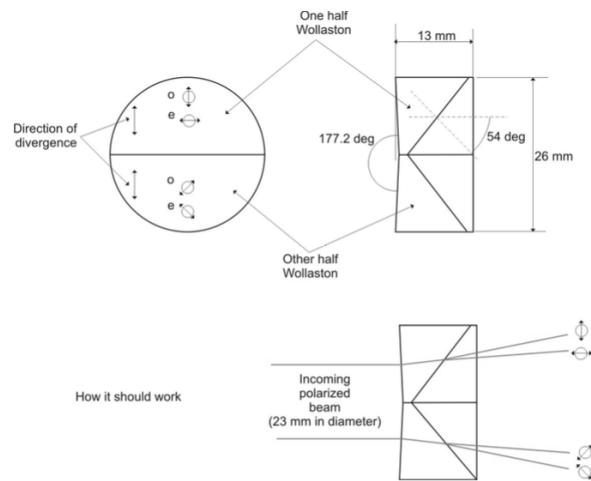 One half
Wollaston
13 mm
o
e
Direction of
divergence
177.2 deg
54 deg
26 mm
o
e
Other half
Wollaston
How it should work
Incoming
polarized
beam
(23 mm in diameter)